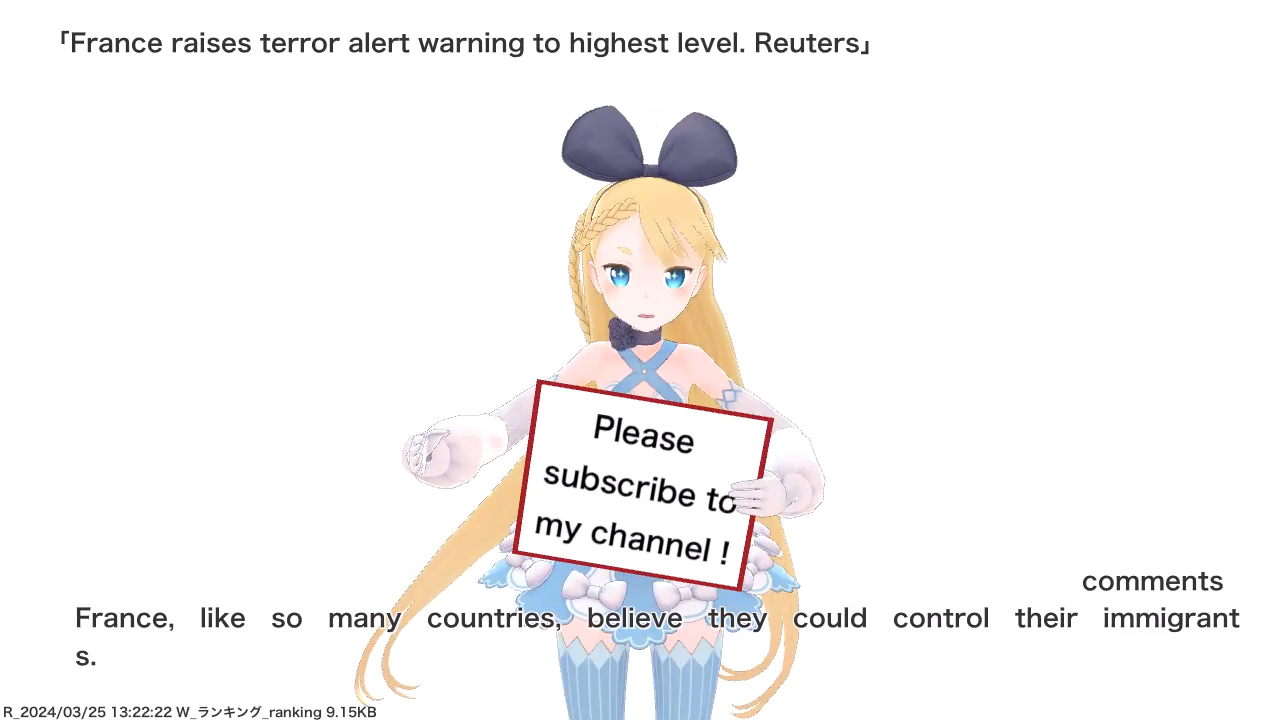 「France raises terror alert warning to highest level. Reuters」
Please
subscribe to
my channel !
comments
France, like so many countries, believe they could control their immigrant
s.
R_2024/03/25 13:22:22 W_ランキング_ranking 9.15KB